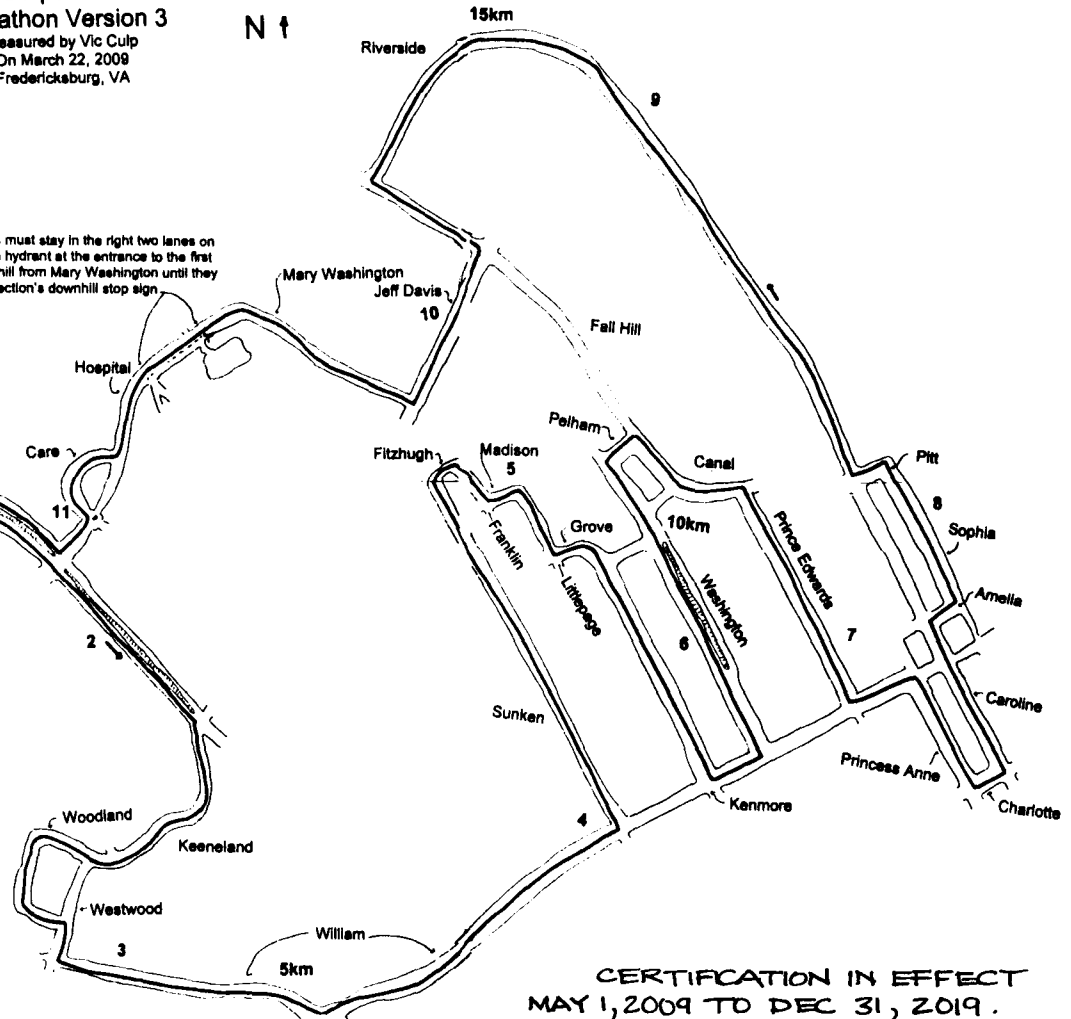 athon Version 3
easured by Vic Culp
On March 22, 2009
Fredericksburg, VA
N
15km
Riverside
9
must stay in the right two lanes on
hydrant at the entrance to the first
hill from Mary Washington until they
ection's downhill stop sign
Mary Washington
Jeff Davis
10
Fall Hill
Hospital
Pelham
Care
Fitzhugh
Madison
5
Canal
Pitt
11
8
10km
Grove
Franklin
Sophia
Prince Edwards
Washington
Littlepage
Amelia
2
6
7
Sunken
Caroline
Princess Anne
Kenmore
Charlotte
Woodland
4
Keeneland
Westwood
3
William
5km
CERTIFICATION IN EFFECT
MAY 1, 2009 TO DEC 31, 2019.